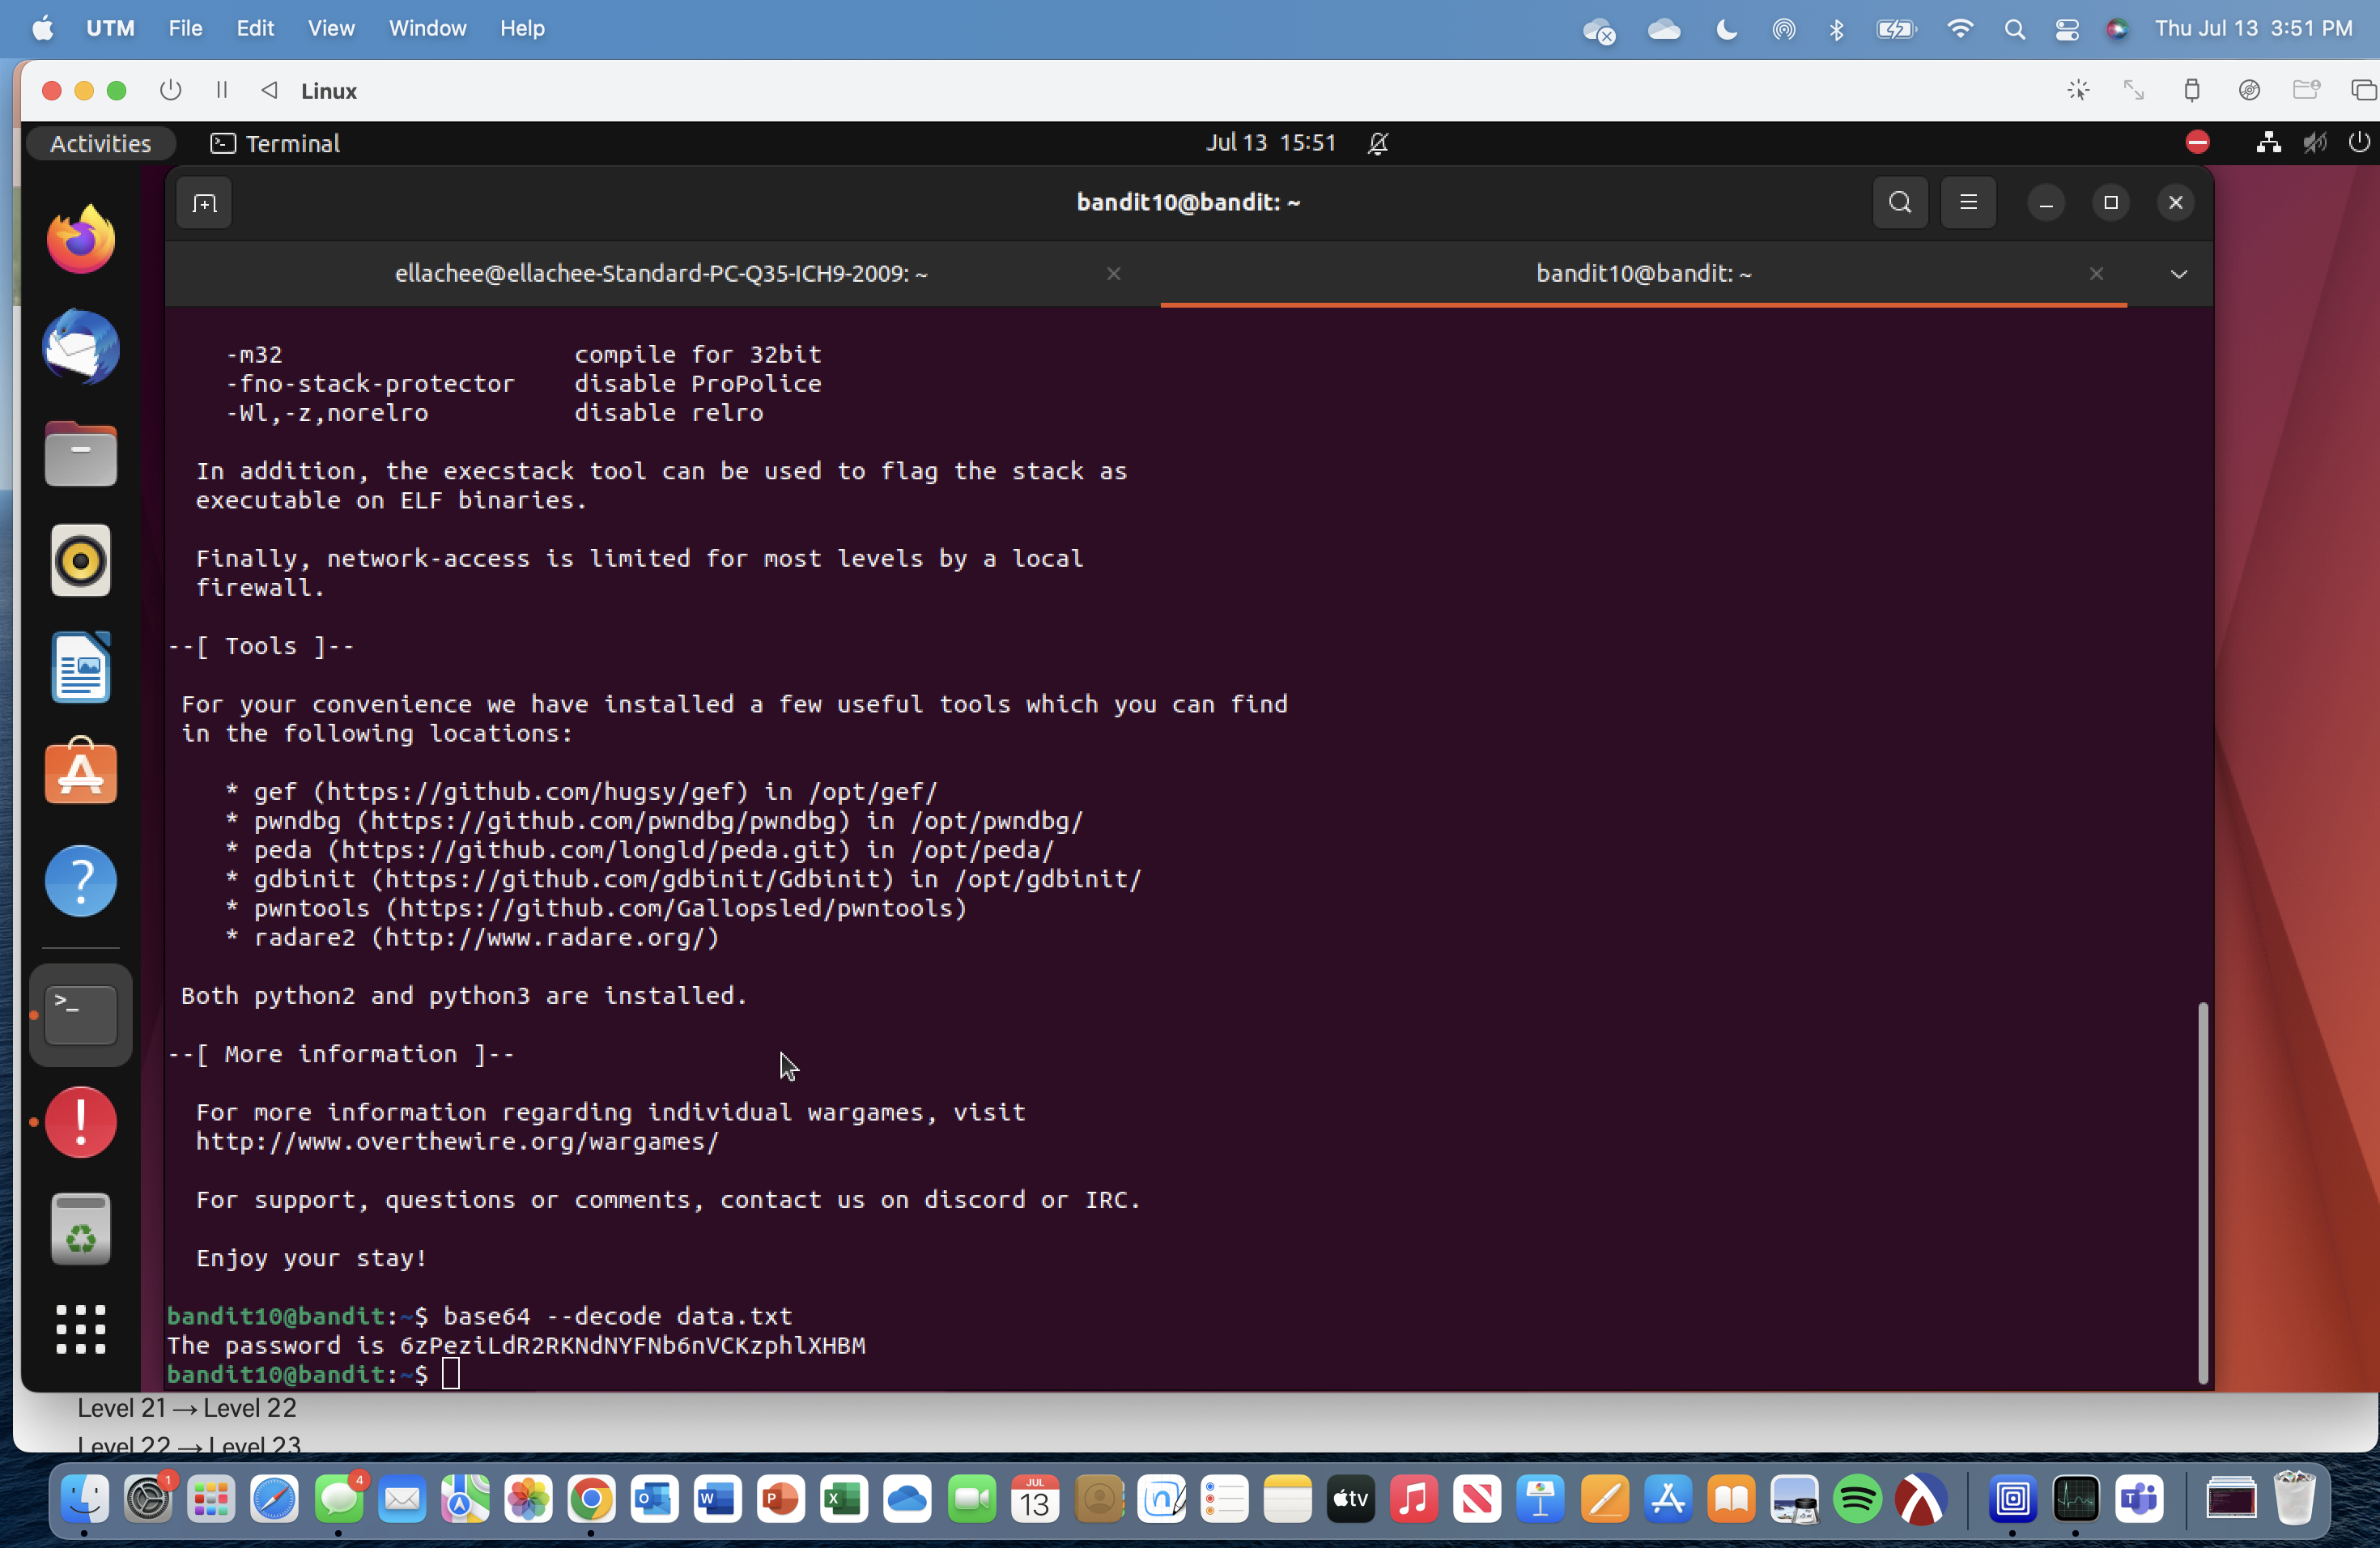 UTM File Edit View Window Help Thu Jul 13 3:51 PM
Linux
Activities Terminal Jul 13 15:51
bandit10@bandit: ~
ellachee@ellachee-Standard-PC-Q35-ICH9-2009: ~ bandit10@bandit: ~
-m32 compile for 32bit
-fno-stack-protector disable ProPolice
-Wl,-z,norelro disable relro
In addition, the execstack tool can be used to flag the stack as
executable on ELF binaries.
Finally, network-access is limited for most levels by a local
firewall.
--[ Tools ]--
For your convenience we have installed a few useful tools which you can find
in the following locations:
* gef (https://github.com/hugsy/gef) in /opt/gef/
* pwndbg (https://github.com/pwndbg/pwndbg) in /opt/pwndbg/
* peda (https://github.com/longld/peda.git) in /opt/peda/
* gdbinit (https://github.com/gdbinit/Gdbinit) in /opt/gdbinit/
* pwntools (https://github.com/Gallopsled/pwntools)
* radare2 (http://www.radare.org/)
Both python2 and python3 are installed.
--[ More information ]--
For more information regarding individual wargames, visit
http://www.overthewire.org/wargames/
For support, questions or comments, contact us on discord or IRC.
Enjoy your stay!
bandit10@bandit:~$ base64 --decode data.txt
The password is 6zPeziLdR2RKNdNYFNb6nVCKzphlXHBM
bandit10@bandit:~$
Level 21 → Level 22
Level 22 → Level 23
1 4 JUL 13 tv